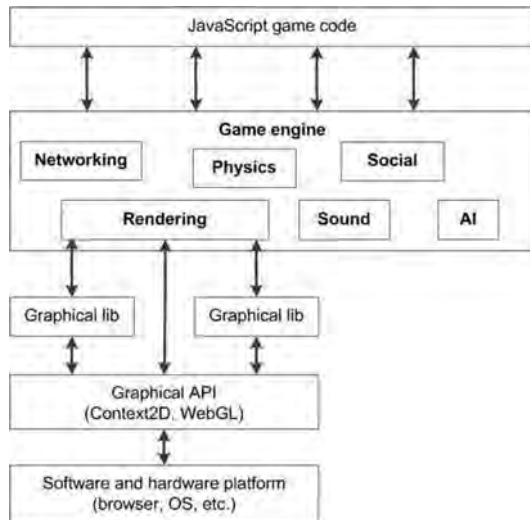 JavaScript game code
Game engine
Networking
Physics
Social
Rendering
Sound
AI
Graphical lib
Graphical lib
Graphical API
(Context2D, WebGL)
Software and hardware platform
(browser, OS, etc.)